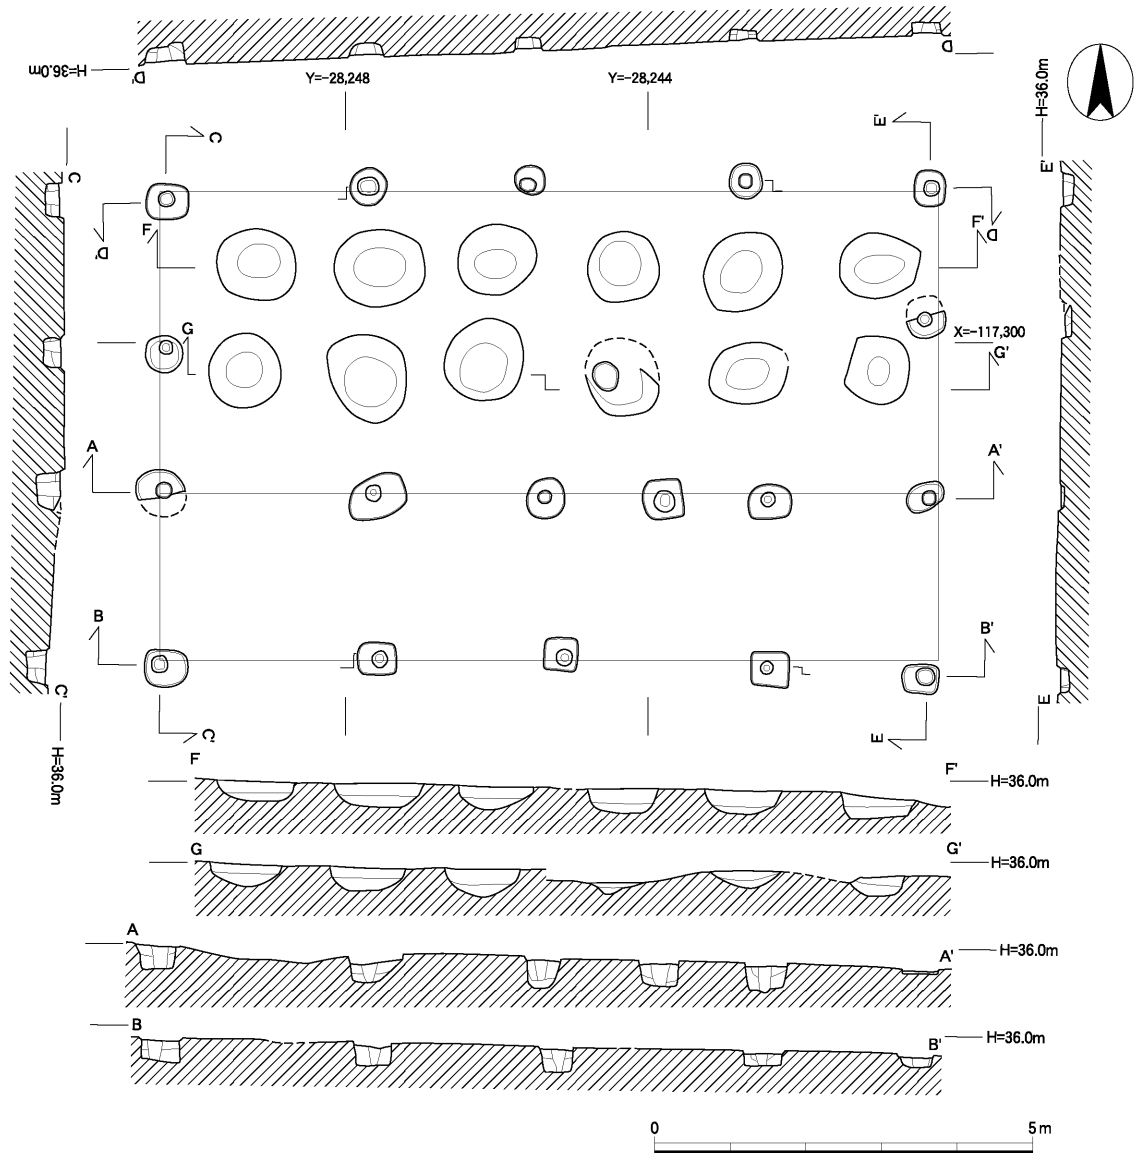 H=36.0m
D'
D
Y=-28,248
Y=-28,244
H=36.0m
C
C
E'
E'
D'
F
F'
D
G
X=-117,300
G'
A
A'
B
B'
C'
C'
E
E
H=36.0m
F
F'
H=36.0m
G
G'
H=36.0m
A
A'
H=36.0m
B
B'
H=36.0m
0
5 m